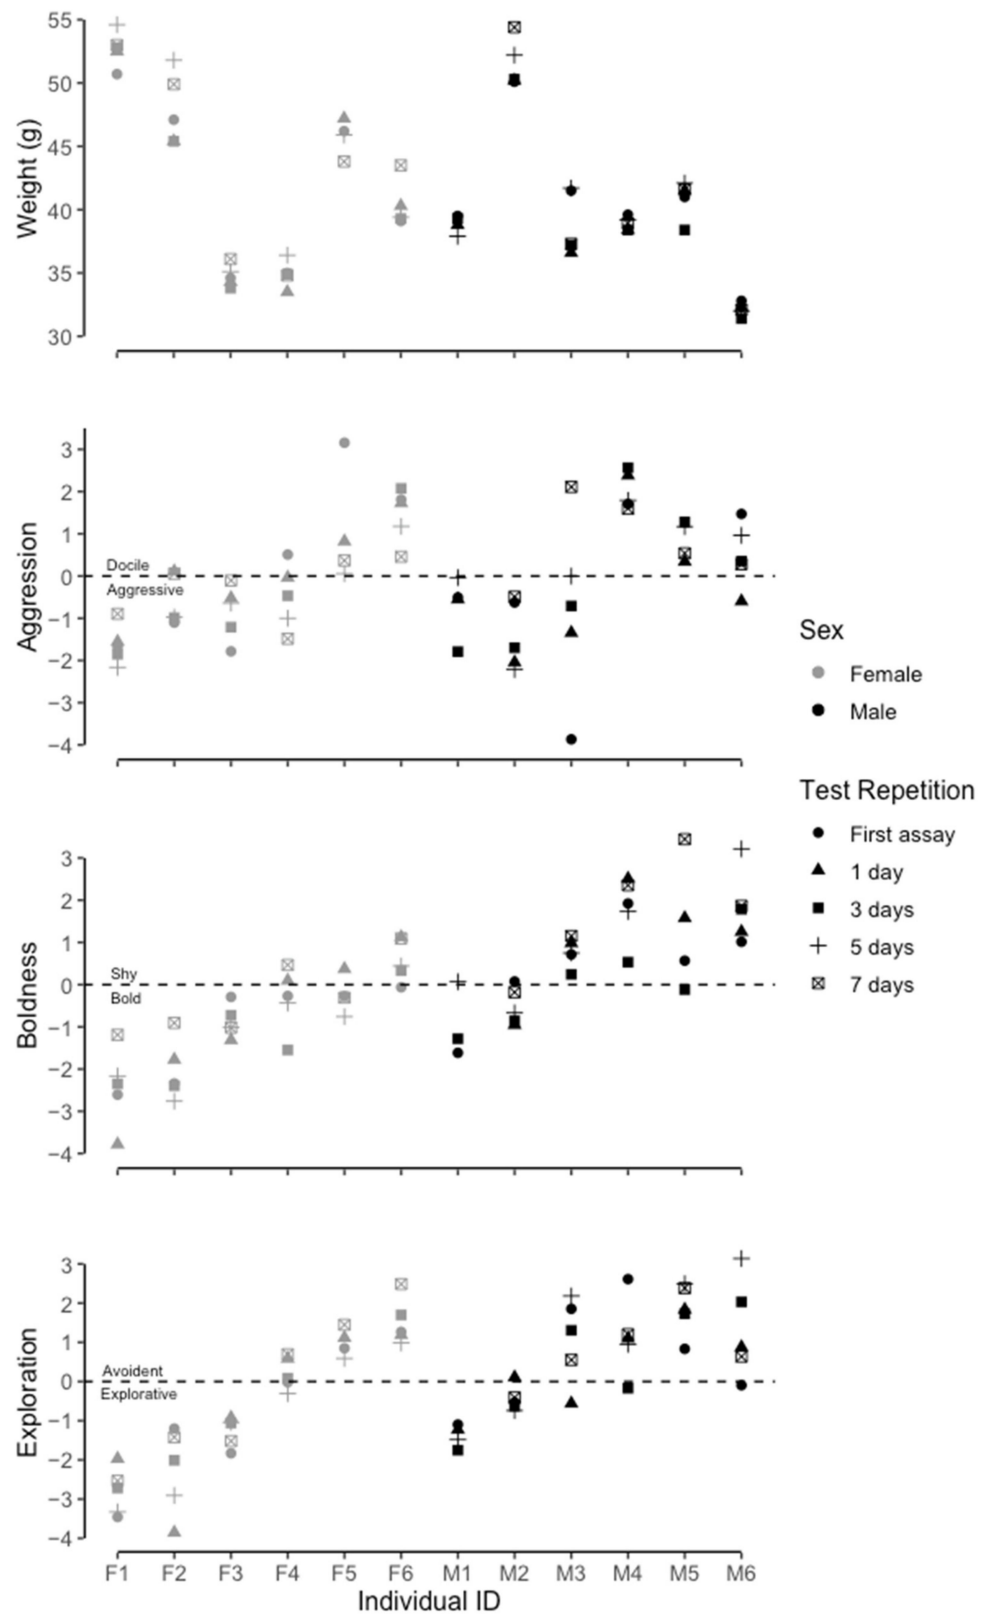 55
50
45
40
35
30
Weight (g)
3
2
1
0
−1
−2
−3
−4
Aggression
Docile
Aggressive
Sex
Female
Male
Test Repetition
First assay
1 day
3 days
5 days
7 days
3
2
1
0
−1
−2
−3
−4
Boldness
Shy
Bold
3
2
1
0
−1
−2
−3
−4
Exploration
Avoident
Explorative
F1 F2 F3 F4 F5 F6 M1 M2 M3 M4 M5 M6
Individual ID